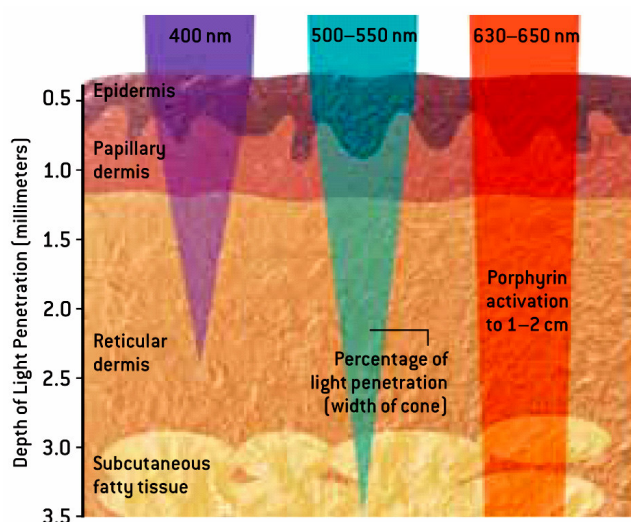 400 nm
500–550 nm
630–650 nm
Depth of Light Penetration (millimeters)
0.5
1.0
1.5
2.0
2.5
3.0
3.5
Epidermis
Papillary
dermis
Reticular
dermis
Subcutaneous
fatty tissue
Percentage of
light penetration
(width of cone)
Porphyrin
activation
to 1–2 cm